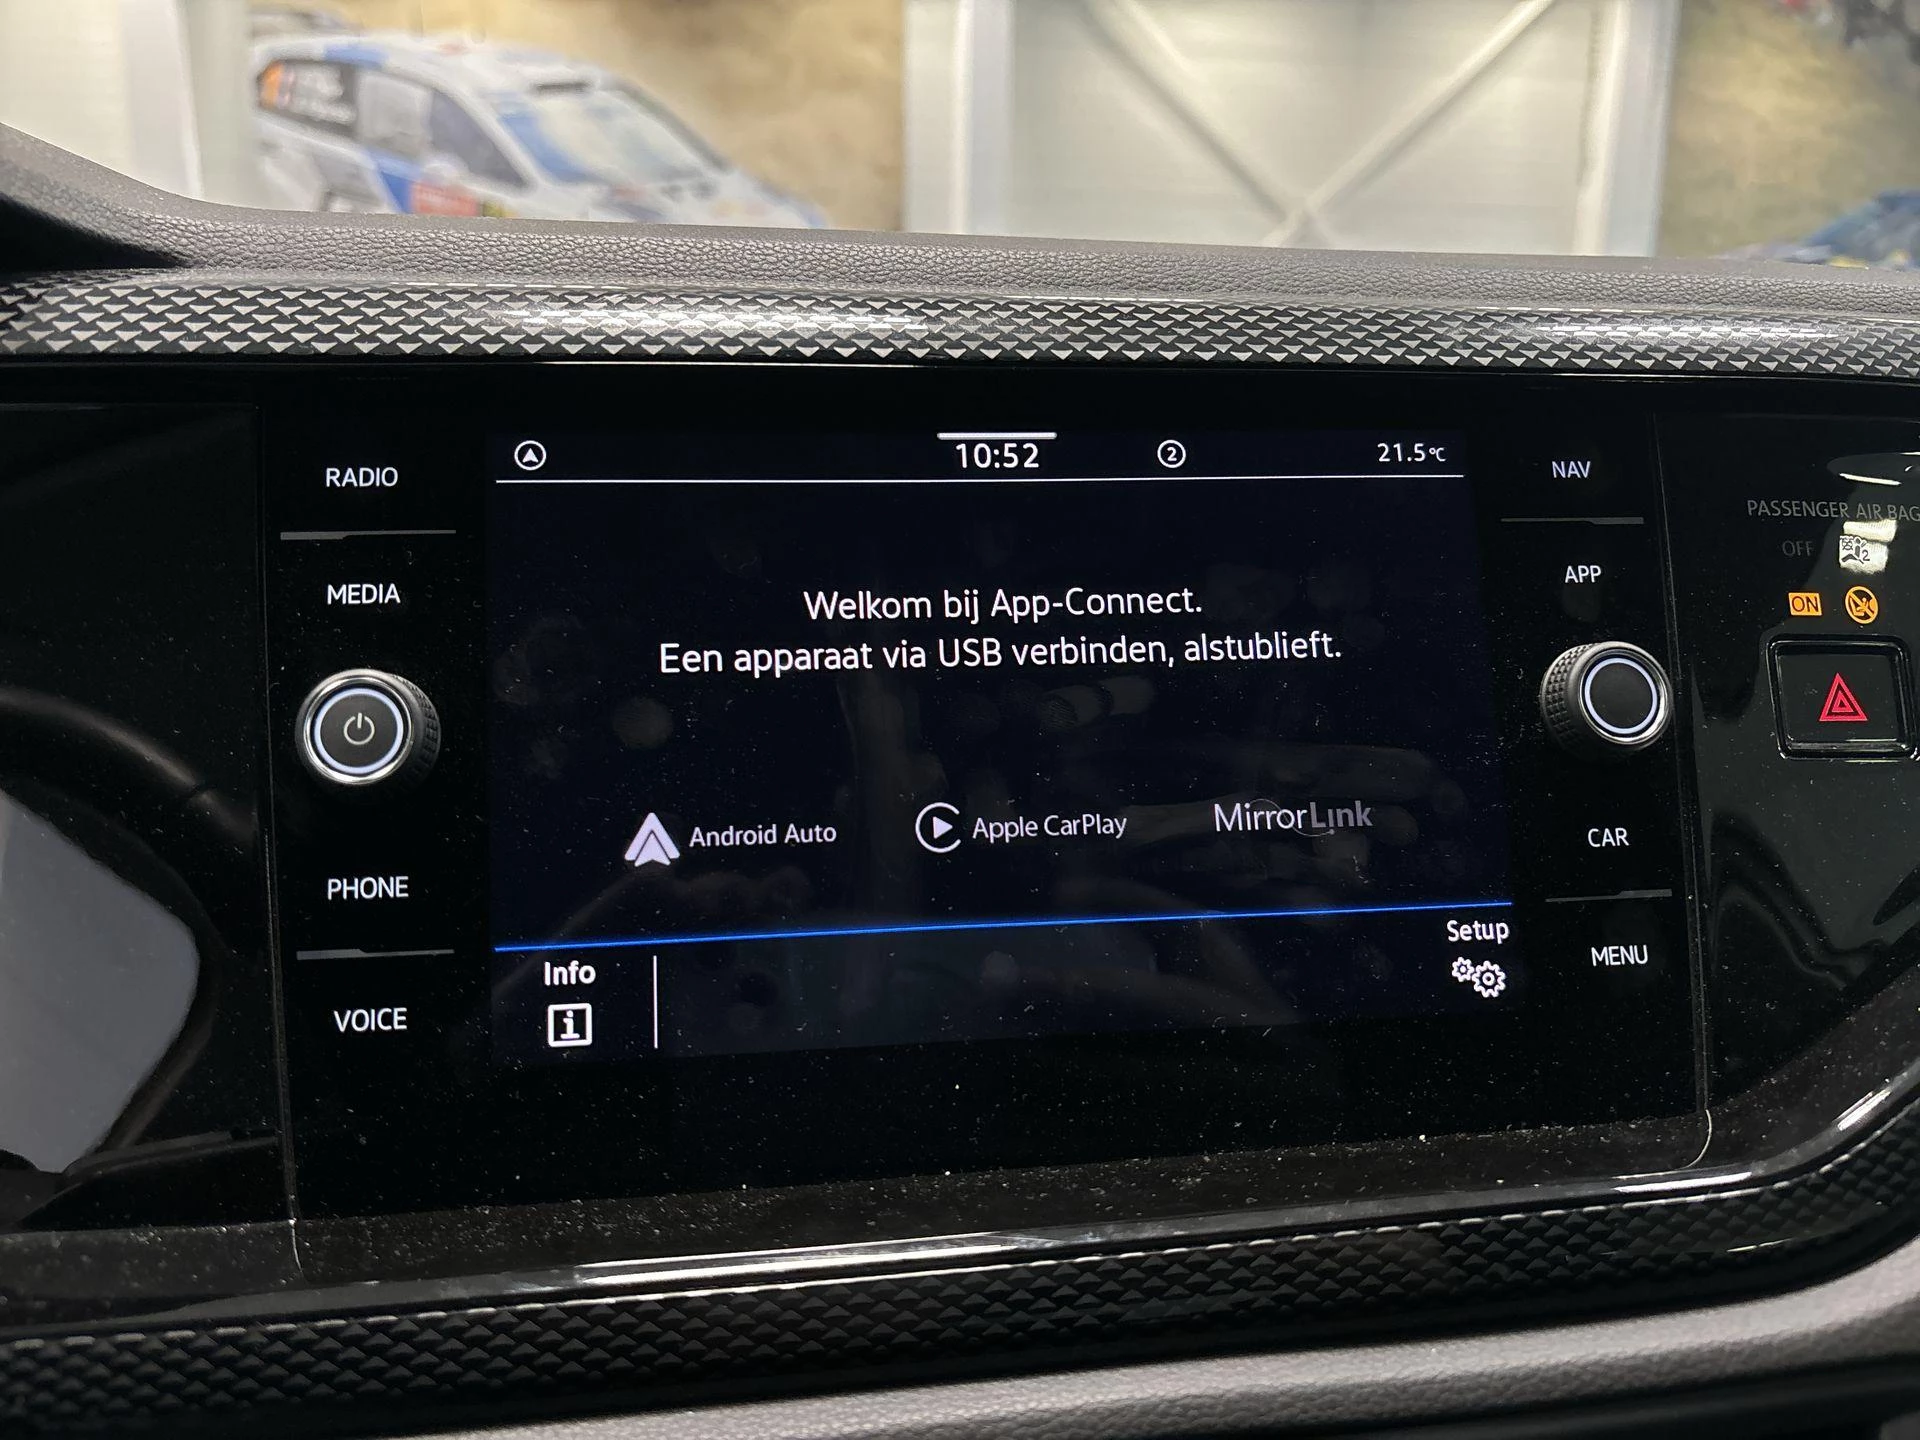 10:52
2
21.5°C
RADIO
MEDIA
PHONE
VOICE
Welkom bij App-Connect.
Een apparaat via USB verbinden, alstublieft.
Android Auto
Apple CarPlay
MirrorLink
Info
Setup
NAV
APP
CAR
MENU
PASSENGER AIR BAG
OFF
ON